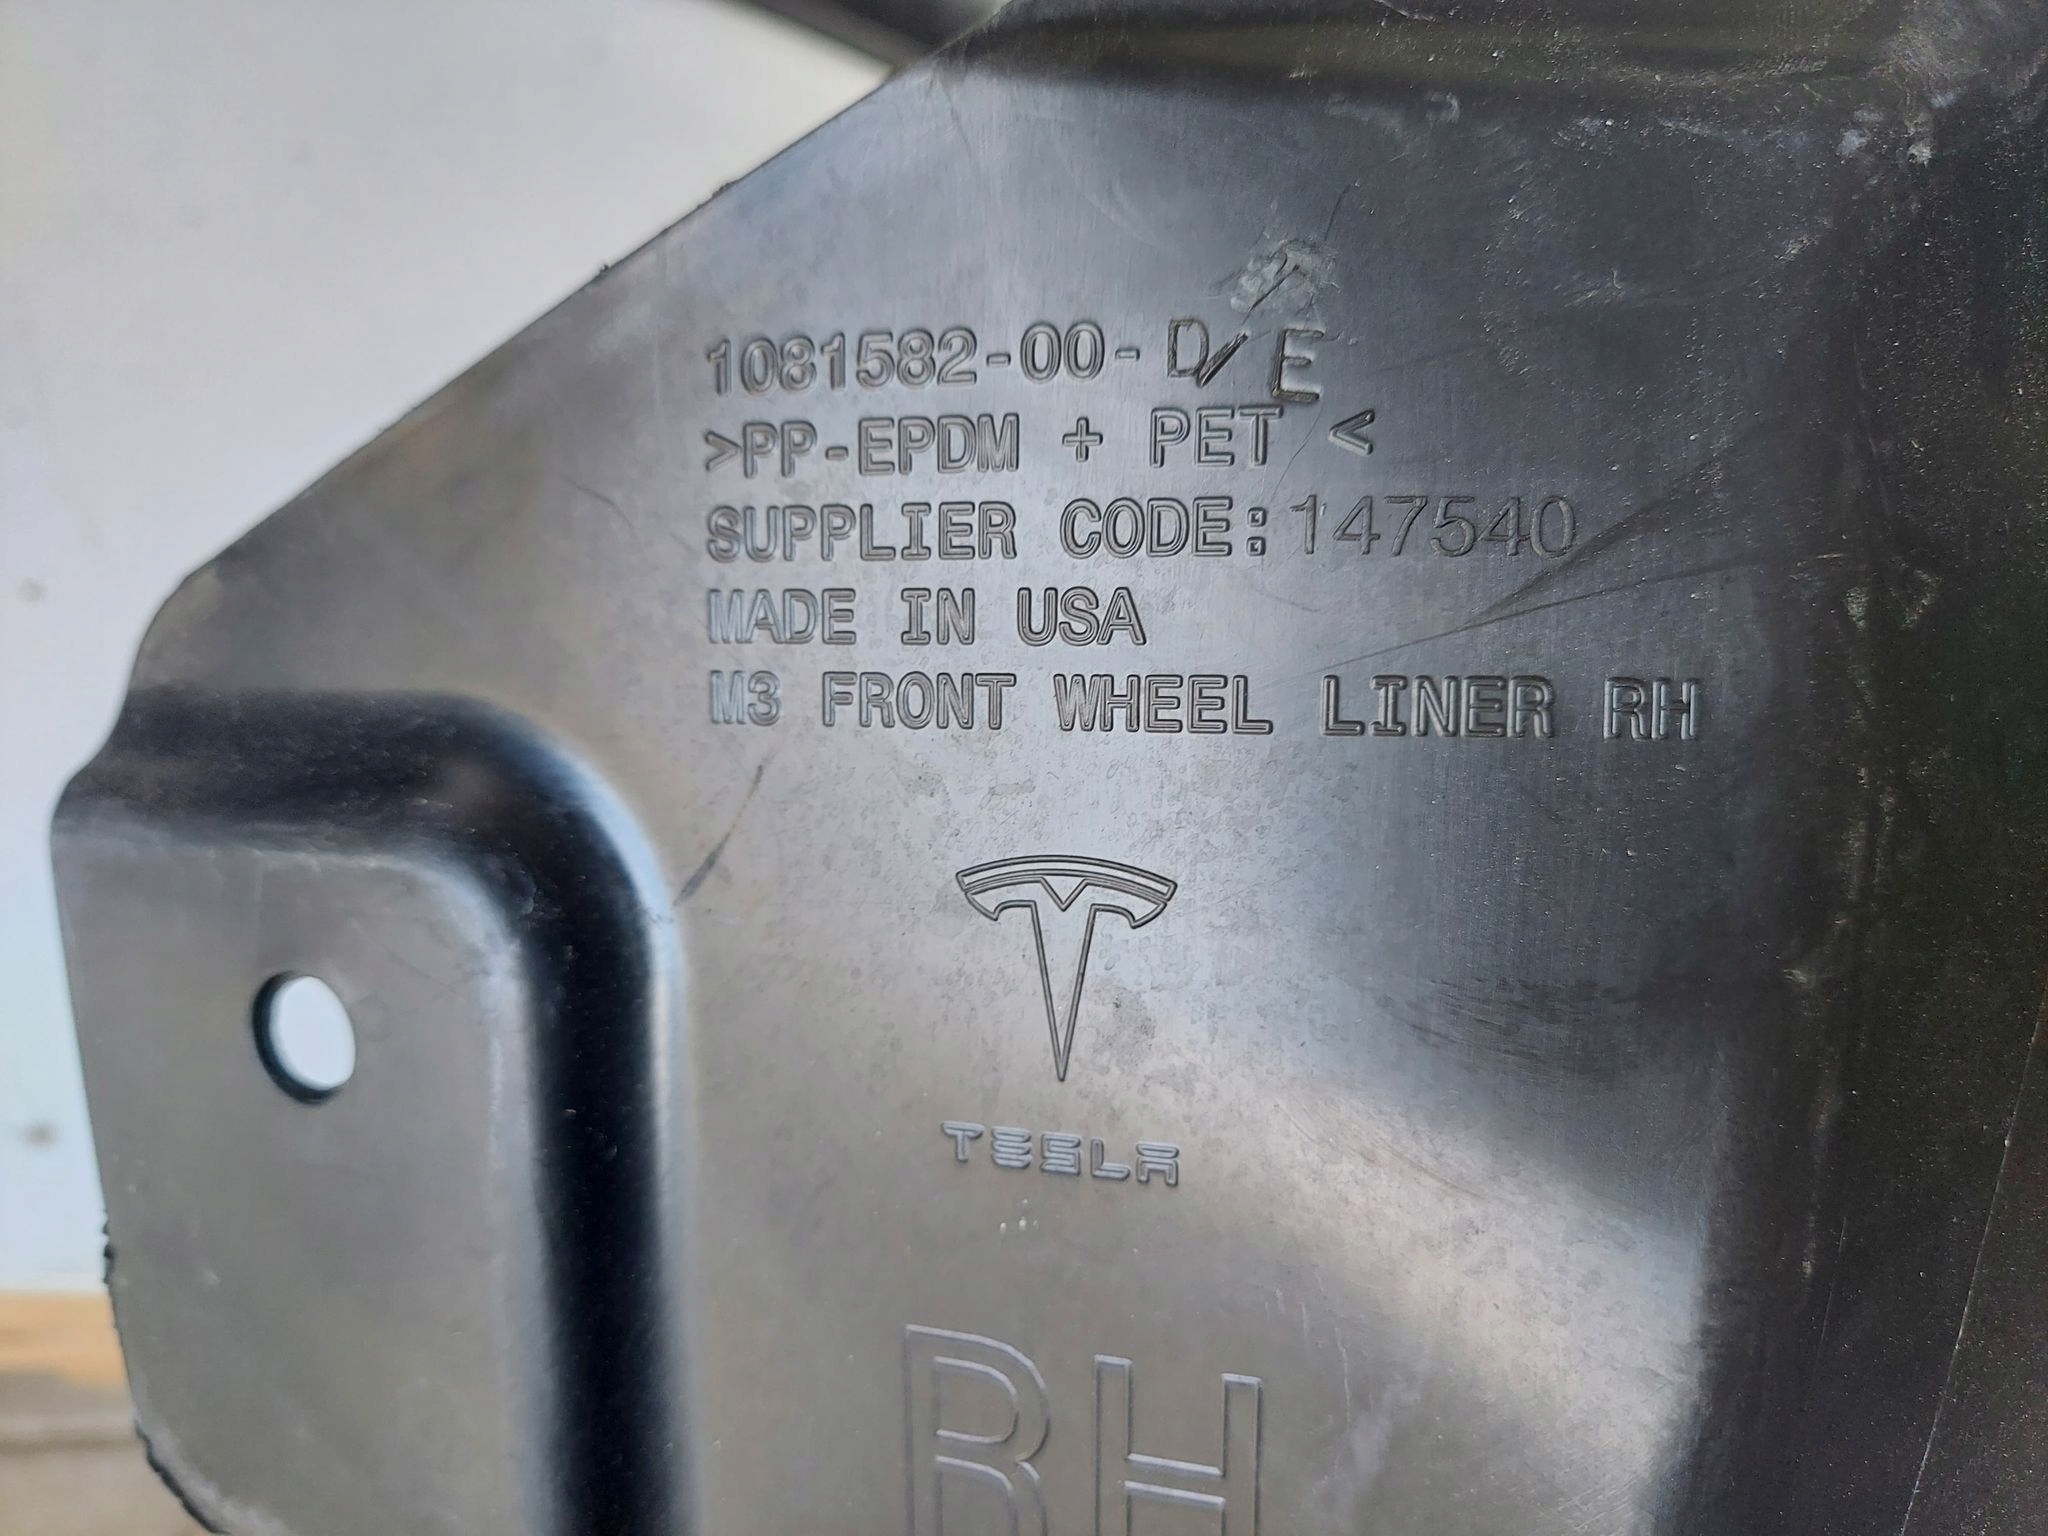 1081582-00-D/E
>PP-EPDM + PET <
SUPPLIER CODE:147540
MADE IN USA
M3 FRONT WHEEL LINER RH
TESLA
RH